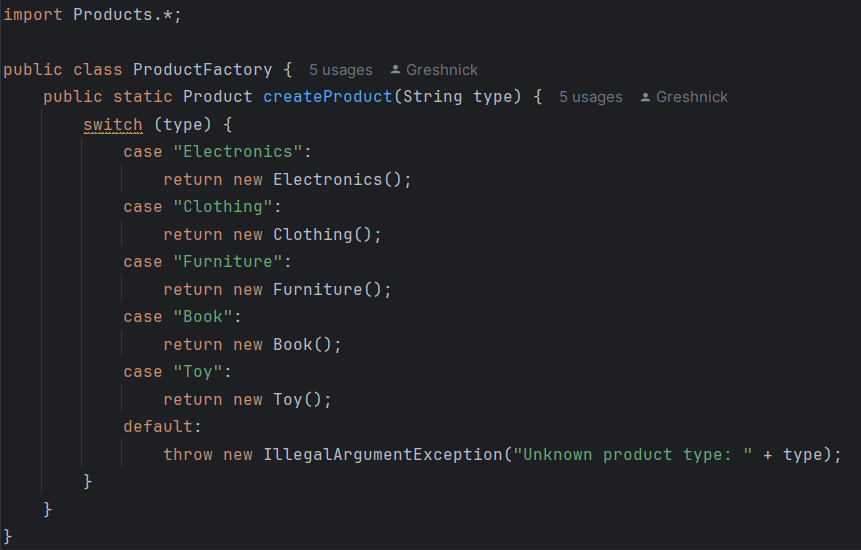 import Products.*;
public class ProductFactory { 5 usages Greshnick
public static Product createProduct(String type) { 5 usages Greshnick
switch (type) {
case "Electronics":
return new Electronics();
case "Clothing":
return new Clothing();
case "Furniture":
return new Furniture();
case "Book":
return new Book();
case "Toy":
return new Toy();
default:
throw new IllegalArgumentException("Unknown product type: " + type);
}
}
}